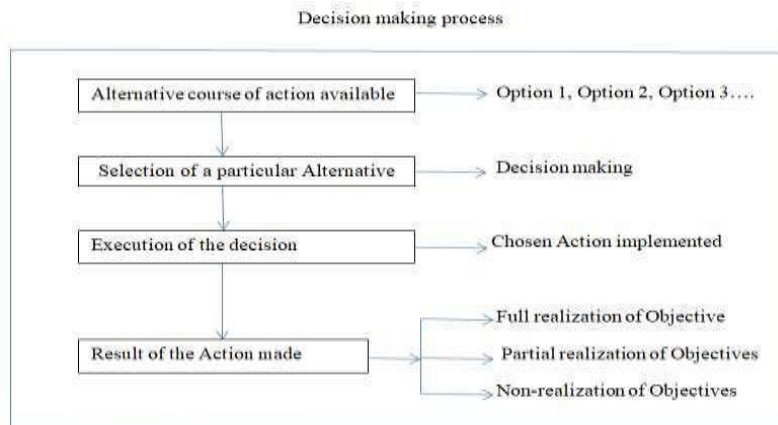 Decision making process
Alternative course of action available
Option 1, Option 2, Option 3....
Selection of a particular Alternative
Decision making
Execution of the decision
Chosen Action implemented
Full realization of Objective
Result of the Action made
Partial realization of Objectives
Non-realization of Objectives